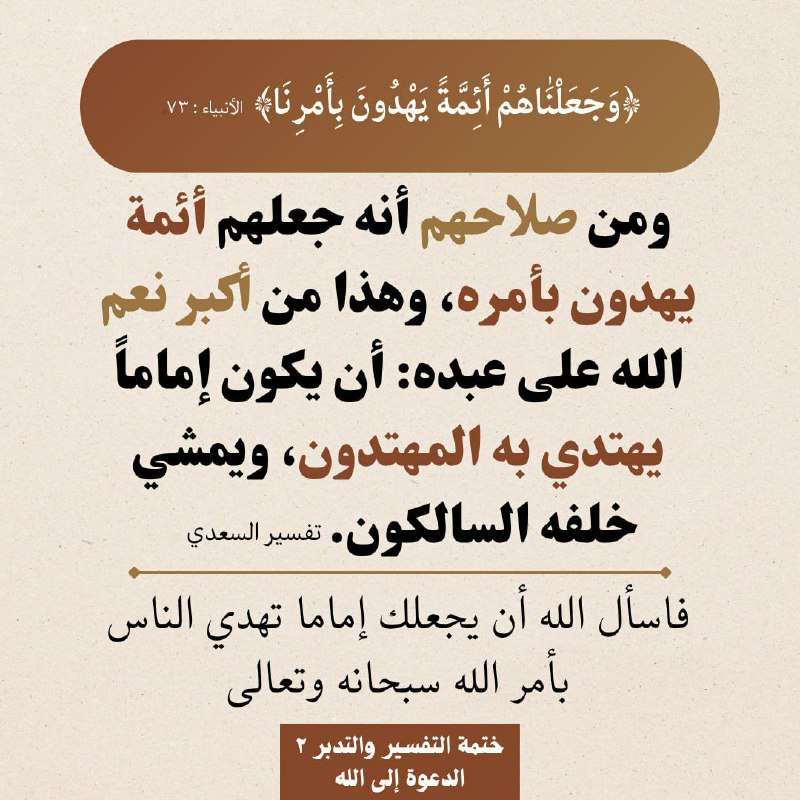 ﴿وَجَعَلْنَاهُمْ أَئِمَّةً يَهْدُونَ بِأَمْرِنَا﴾ الأنبياء : ٧٣
ومن صلاحهم أنه جعلهم أئمة
يهدون بأمره، وهذا من أكبر نعم
الله على عبده: أن يكون إماماً
يهتدي به المهتدون، ويمشي
خلفه السالكون. تفسير السعدي
فاسأل الله أن يجعلك إماما تهدي الناس
بأمر الله سبحانه وتعالى
ختمة التفسير والتدبر ٢
الدعوة إلى الله